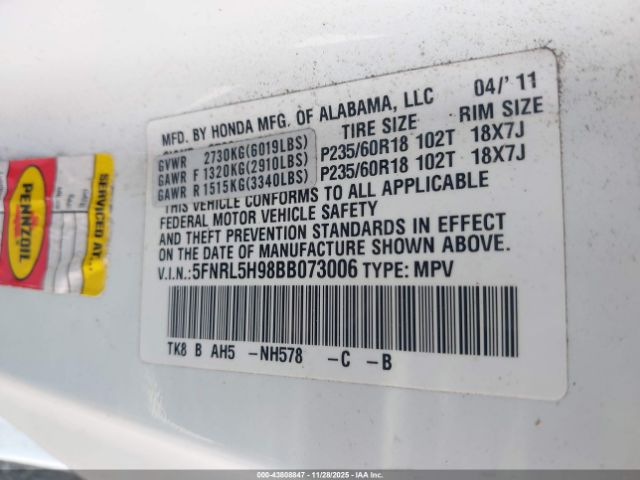 MFD. BY HONDA MFG. OF ALABAMA, LLC 04/'11
TIRE SIZE RIM SIZE
GVWR 2730KG(6019LBS)
GAWR F 1320KG(2910LBS) P235/60R18 102T 18X7J
GAWR R 1515KG(3340LBS) P235/60R18 102T 18X7J
THIS VEHICLE CONFORMS TO ALL APPLICABLE
FEDERAL MOTOR VEHICLE SAFETY
AND THEFT PREVENTION STANDARDS IN EFFECT
ON THE DATE OF MANUFACTURE SHOWN ABOVE.
V.I.N.: 5FNRL5H98BB073006 TYPE: MPV
TK8 B AH5 -NH578 -C -B
PENNZOIL
SERVICED AT...
000-43808847 | 11/28/2025 | IAAI.COM